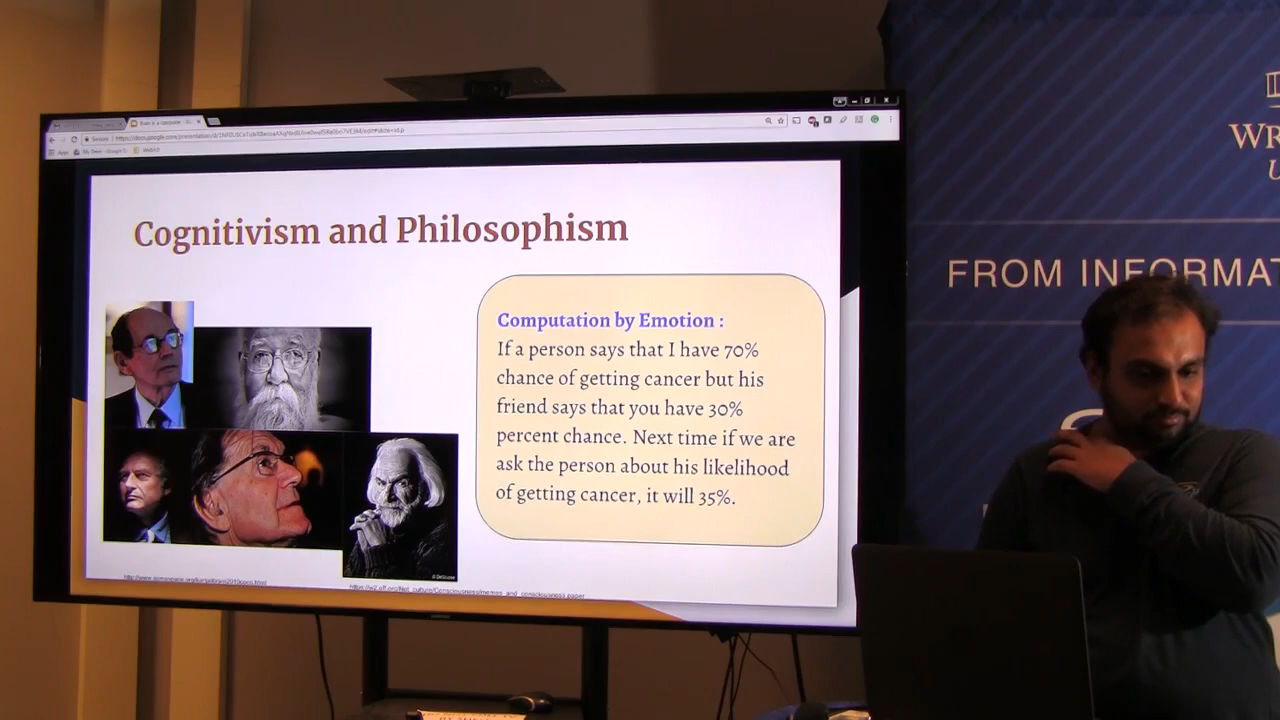 Cognitivism and Philosophism
Computation by Emotion :
If a person says that I have 70%
chance of getting cancer but his
friend says that you have 30%
percent chance. Next time if we are
ask the person about his likelihood
of getting cancer, it will 35%.
WR
U
FROM INFORMAT